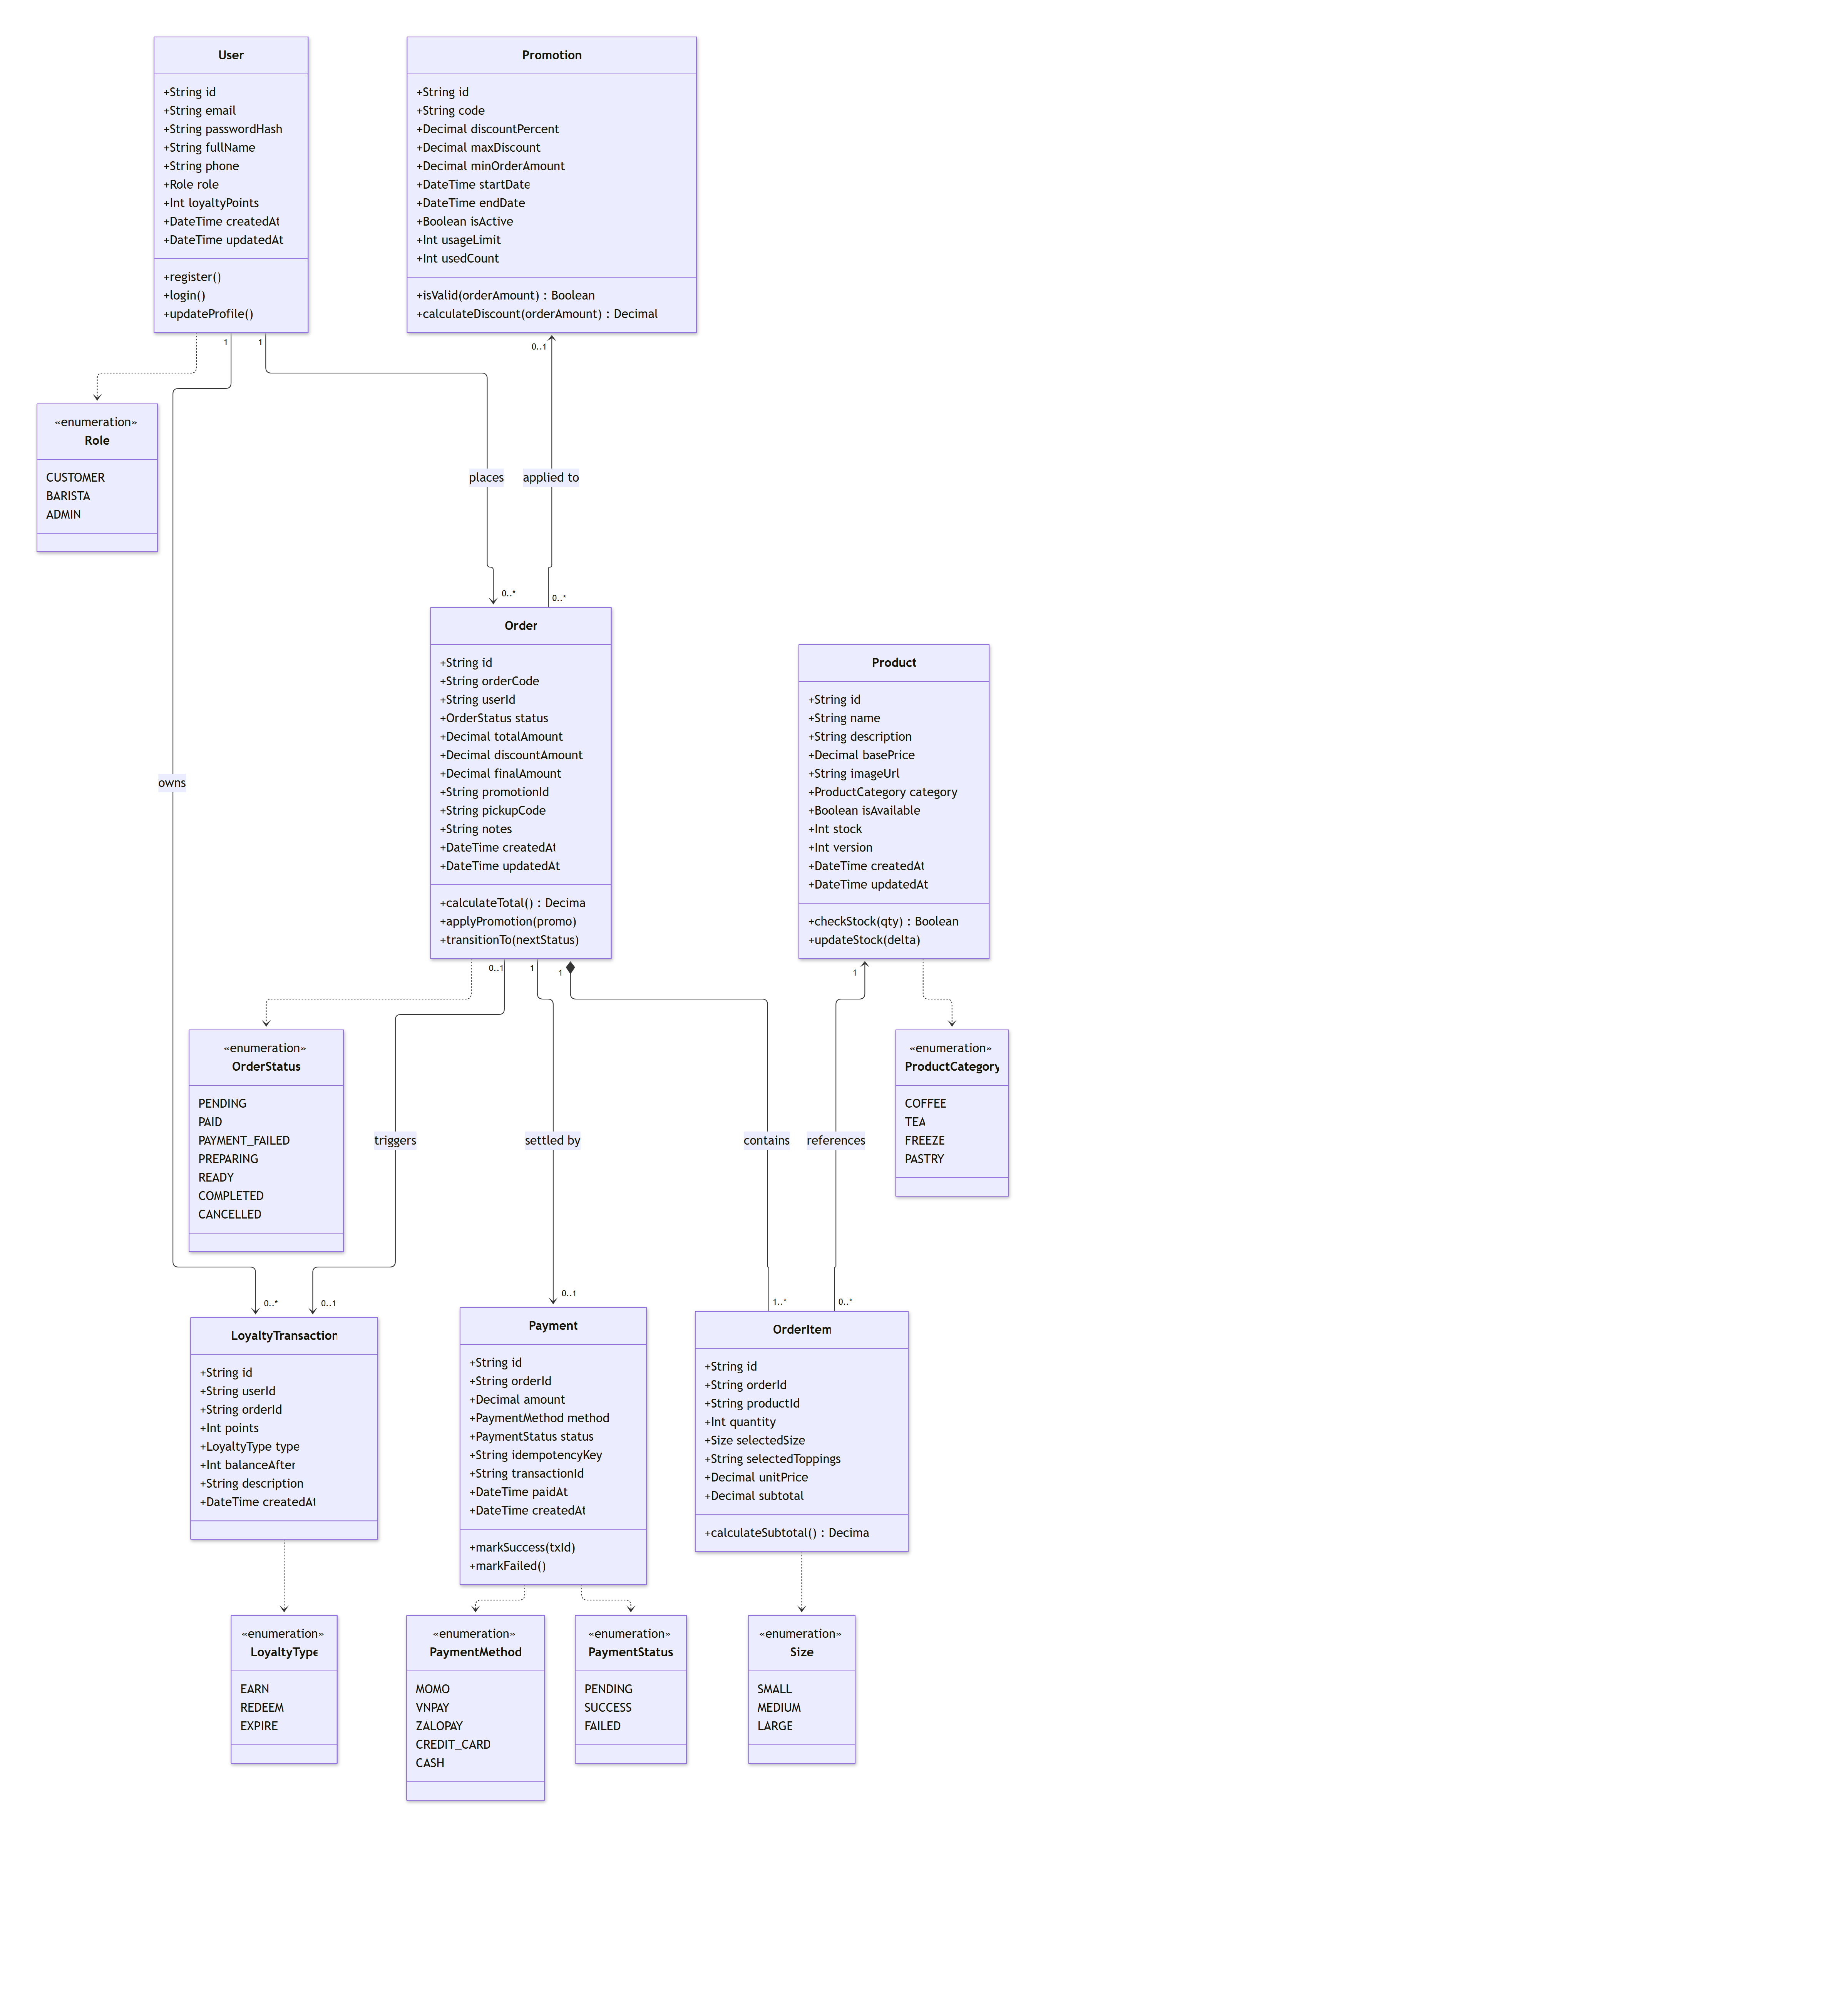 User
+String id
+String email
+String passwordHash
+String fullName
+String phone
+Role role
+Int loyaltyPoints
+DateTime createdAt
+DateTime updatedAt
+register()
+login()
+updateProfile()
Promotion
+String id
+String code
+Decimal discountPercent
+Decimal maxDiscount
+Decimal minOrderAmount
+DateTime startDate
+DateTime endDate
+Boolean isActive
+Int usageLimit
+Int usedCount
+isValid(orderAmount) : Boolean
+calculateDiscount(orderAmount) : Decimal
1
1
0..1
«enumeration»
Role
CUSTOMER
BARISTA
ADMIN
places
applied to
0..*
0..*
Order
+String id
+String orderCode
+String userId
+OrderStatus status
+Decimal totalAmount
+Decimal discountAmount
+Decimal finalAmount
+String promotionId
+String pickupCode
+String notes
+DateTime createdAt
+DateTime updatedAt
+calculateTotal() : Decima
+applyPromotion(promo)
+transitionTo(nextStatus)
Product
+String id
+String name
+String description
+Decimal basePrice
+String imageUrl
+ProductCategory category
+Boolean isAvailable
+Int stock
+Int version
+DateTime createdAt
+DateTime updatedAt
+checkStock(qty) : Boolean
+updateStock(delta)
owns
0..1
1
1
1
«enumeration»
OrderStatus
PENDING
PAID
PAYMENT_FAILED
PREPARING
READY
COMPLETED
CANCELLED
triggers
settled by
contains
references
«enumeration»
ProductCategory
COFFEE
TEA
FREEZE
PASTRY
0..*
0..1
0..1
1..*
0..*
LoyaltyTransaction
+String id
+String userId
+String orderId
+Int points
+LoyaltyType type
+Int balanceAfter
+String description
+DateTime createdAt
Payment
+String id
+String orderId
+Decimal amount
+PaymentMethod method
+PaymentStatus status
+String idempotencyKey
+String transactionId
+DateTime paidAt
+DateTime createdAt
+markSuccess(txId)
+markFailed()
OrderItem
+String id
+String orderId
+String productId
+Int quantity
+Size selectedSize
+String selectedToppings
+Decimal unitPrice
+Decimal subtotal
+calculateSubtotal() : Decima
«enumeration»
LoyaltyType
EARN
REDEEM
EXPIRE
«enumeration»
PaymentMethod
MOMO
VNPAY
ZALOPAY
CREDIT_CARD
CASH
«enumeration»
PaymentStatus
PENDING
SUCCESS
FAILED
«enumeration»
Size
SMALL
MEDIUM
LARGE